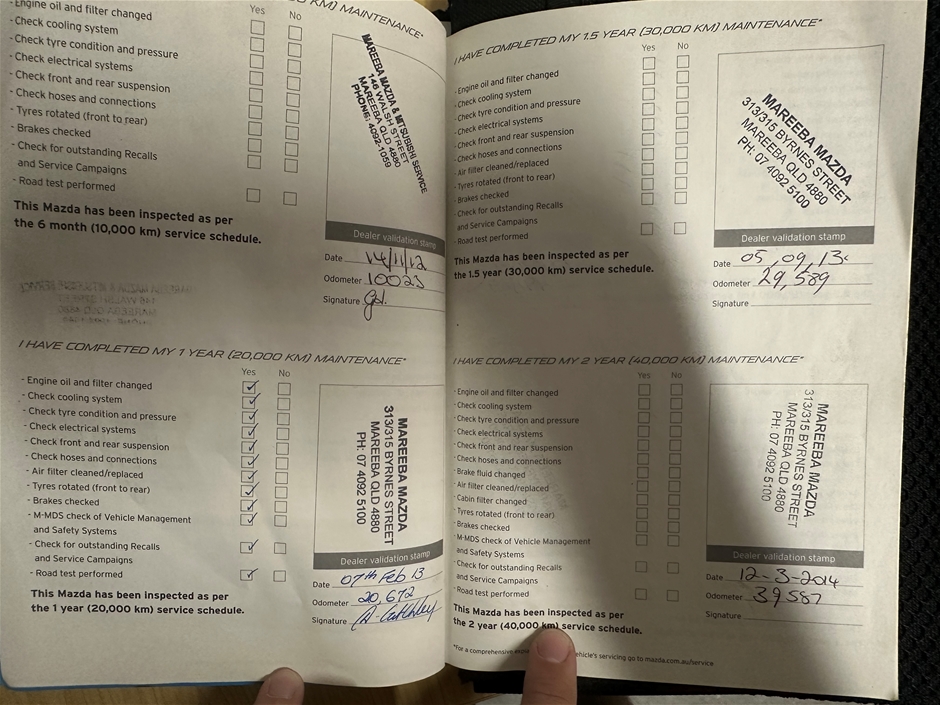 KM) MAINTENANCE*
Yes No
- Engine oil and filter changed
- Check cooling system
- Check tyre condition and pressure
- Check electrical systems
- Check front and rear suspension
- Check hoses and connections
- Tyres rotated (front to rear)
- Brakes checked
- Check for outstanding Recalls
and Service Campaigns
- Road test performed
This Mazda has been inspected as per
the 6 month (10,000 km) service schedule.
MAREEBA MAZDA & MITSUBISHI SERVICE
146 WALSH STREET
MAREEBA QLD 4880
PHONE: 4092-1059
Dealer validation stamp
Date 14/11/12
Odometer 10023
Signature
I HAVE COMPLETED MY 1 YEAR (20,000 KM) MAINTENANCE*
Yes No
- Engine oil and filter changed
- Check cooling system
- Check tyre condition and pressure
- Check electrical systems
- Check front and rear suspension
- Check hoses and connections
- Air filter cleaned/replaced
- Tyres rotated (front to rear)
- Brakes checked
- M-MDS check of Vehicle Management
and Safety Systems
- Check for outstanding Recalls
and Service Campaigns
- Road test performed
This Mazda has been inspected as per
the 1 year (20,000 km) service schedule.
MAREEBA MAZDA
313/315 BYRNES STREET
MAREEBA QLD 4880
PH: 07 4092 5100
Dealer validation stamp
Date 07th Feb 13
Odometer 20,672
Signature
I HAVE COMPLETED MY 1.5 YEAR (30,000 KM) MAINTENANCE*
Yes No
- Engine oil and filter changed
- Check cooling system
- Check tyre condition and pressure
- Check electrical systems
- Check front and rear suspension
- Check hoses and connections
- Air filter cleaned/replaced
- Tyres rotated (front to rear)
- Brakes checked
- Check for outstanding Recalls
and Service Campaigns
- Road test performed
This Mazda has been inspected as per
the 1.5 year (30,000 km) service schedule.
MAREEBA MAZDA
313/315 BYRNES STREET
MAREEBA QLD 4880
PH: 07 4092 5100
Dealer validation stamp
Date 05,09,13
Odometer 29,589
Signature
I HAVE COMPLETED MY 2 YEAR (40,000 KM) MAINTENANCE*
Yes No
- Engine oil and filter changed
- Check cooling system
- Check tyre condition and pressure
- Check electrical systems
- Check front and rear suspension
- Check hoses and connections
- Brake fluid changed
- Air filter cleaned/replaced
- Cabin filter changed
- Tyres rotated (front to rear)
- Brakes checked
- M-MDS check of Vehicle Management
and Safety Systems
- Check for outstanding Recalls
and Service Campaigns
- Road test performed
This Mazda has been inspected as per
the 2 year (40,000 km) service schedule.
MAREEBA MAZDA
313/315 BYRNES STREET
MAREEBA QLD 4880
PH: 07 4092 5100
Dealer validation stamp
Date 12-3-2014
Odometer 39587
Signature
*For a comprehensive vehicle's servicing go to mazda.com.au/service